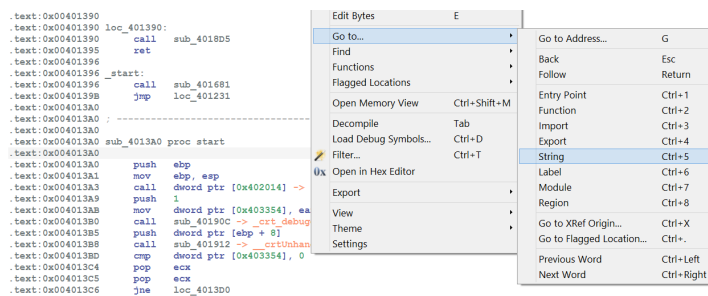 .text:0x00401390
.text:0x00401390 loc_401390:
.text:0x00401390 call sub_4018D5
.text:0x00401395 ret
.text:0x00401396
.text:0x00401396 _start:
.text:0x00401396 call sub_401681
.text:0x0040139B jmp loc_401231
.text:0x004013A0
.text:0x004013A0 ; ------------------------------
.text:0x004013A0
.text:0x004013A0 sub_4013A0 proc start
.text:0x004013A0
.text:0x004013A0 push ebp
.text:0x004013A1 mov ebp, esp
.text:0x004013A3 call dword ptr [0x402014] ->
.text:0x004013A9 push 1
.text:0x004013AB mov dword ptr [0x403354], ea
.text:0x004013B0 call sub_40190C -> _crt_debug
.text:0x004013B5 push dword ptr [ebp + 8]
.text:0x004013B8 call sub_401912 -> __crtUnhan
.text:0x004013BD cmp dword ptr [0x403354], 0
.text:0x004013C4 pop ecx
.text:0x004013C5 pop ecx
.text:0x004013C6 jne loc_4013D0
Edit Bytes E
Go to...
Find
Functions
Flagged Locations
Open Memory View Ctrl+Shift+M
Decompile Tab
Load Debug Symbols... Ctrl+D
Filter... Ctrl+T
0x Open in Hex Editor
Export
View
Theme
Settings
Go to Address... G
Back Esc
Follow Return
Entry Point Ctrl+1
Function Ctrl+2
Import Ctrl+3
Export Ctrl+4
String Ctrl+5
Label Ctrl+6
Module Ctrl+7
Region Ctrl+8
Go to XRef Origin... Ctrl+X
Go to Flagged Location... Ctrl+.
Previous Word Ctrl+Left
Next Word Ctrl+Right